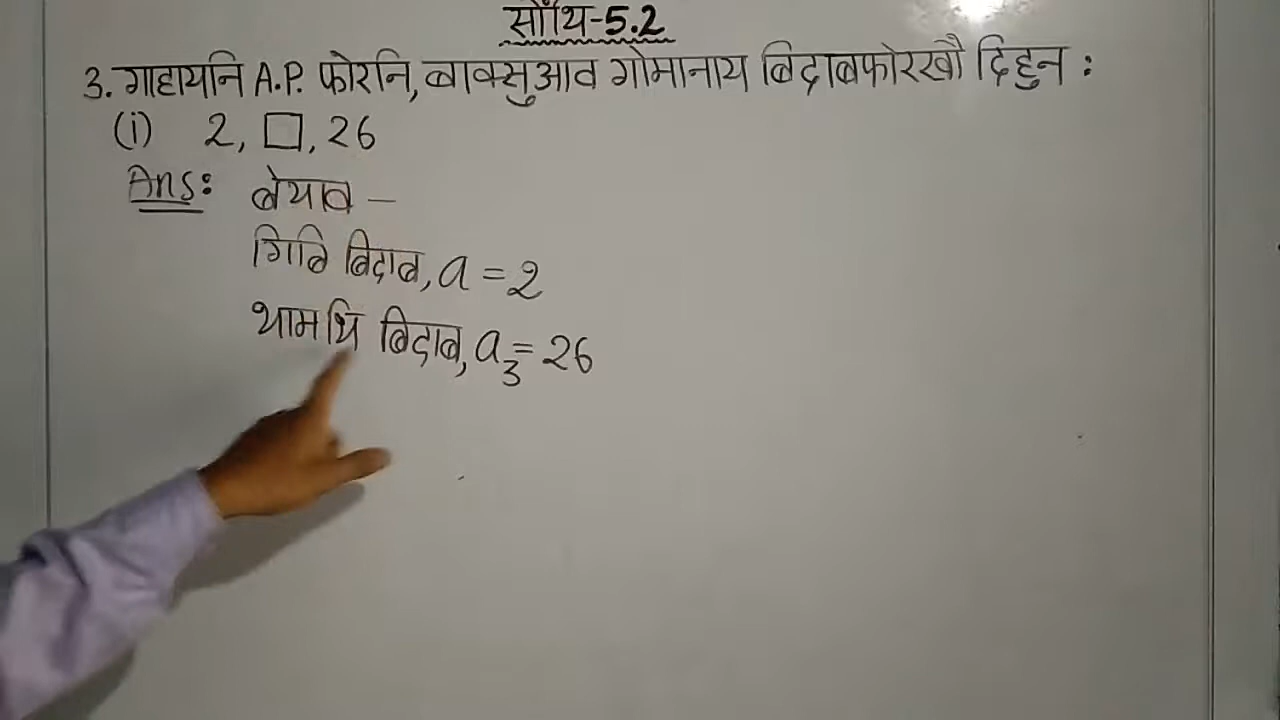 सोँथि-5.2
3. गाहायनि A.P. फोरनि, बाक्सुआव गोमानाय बिदाबफोरखौ दिहुन :
(i) 2, □, 26
Ans: बेयाव –
गिबि बिदाब, a = 2
थामथि बिदाब, a₃ = 26